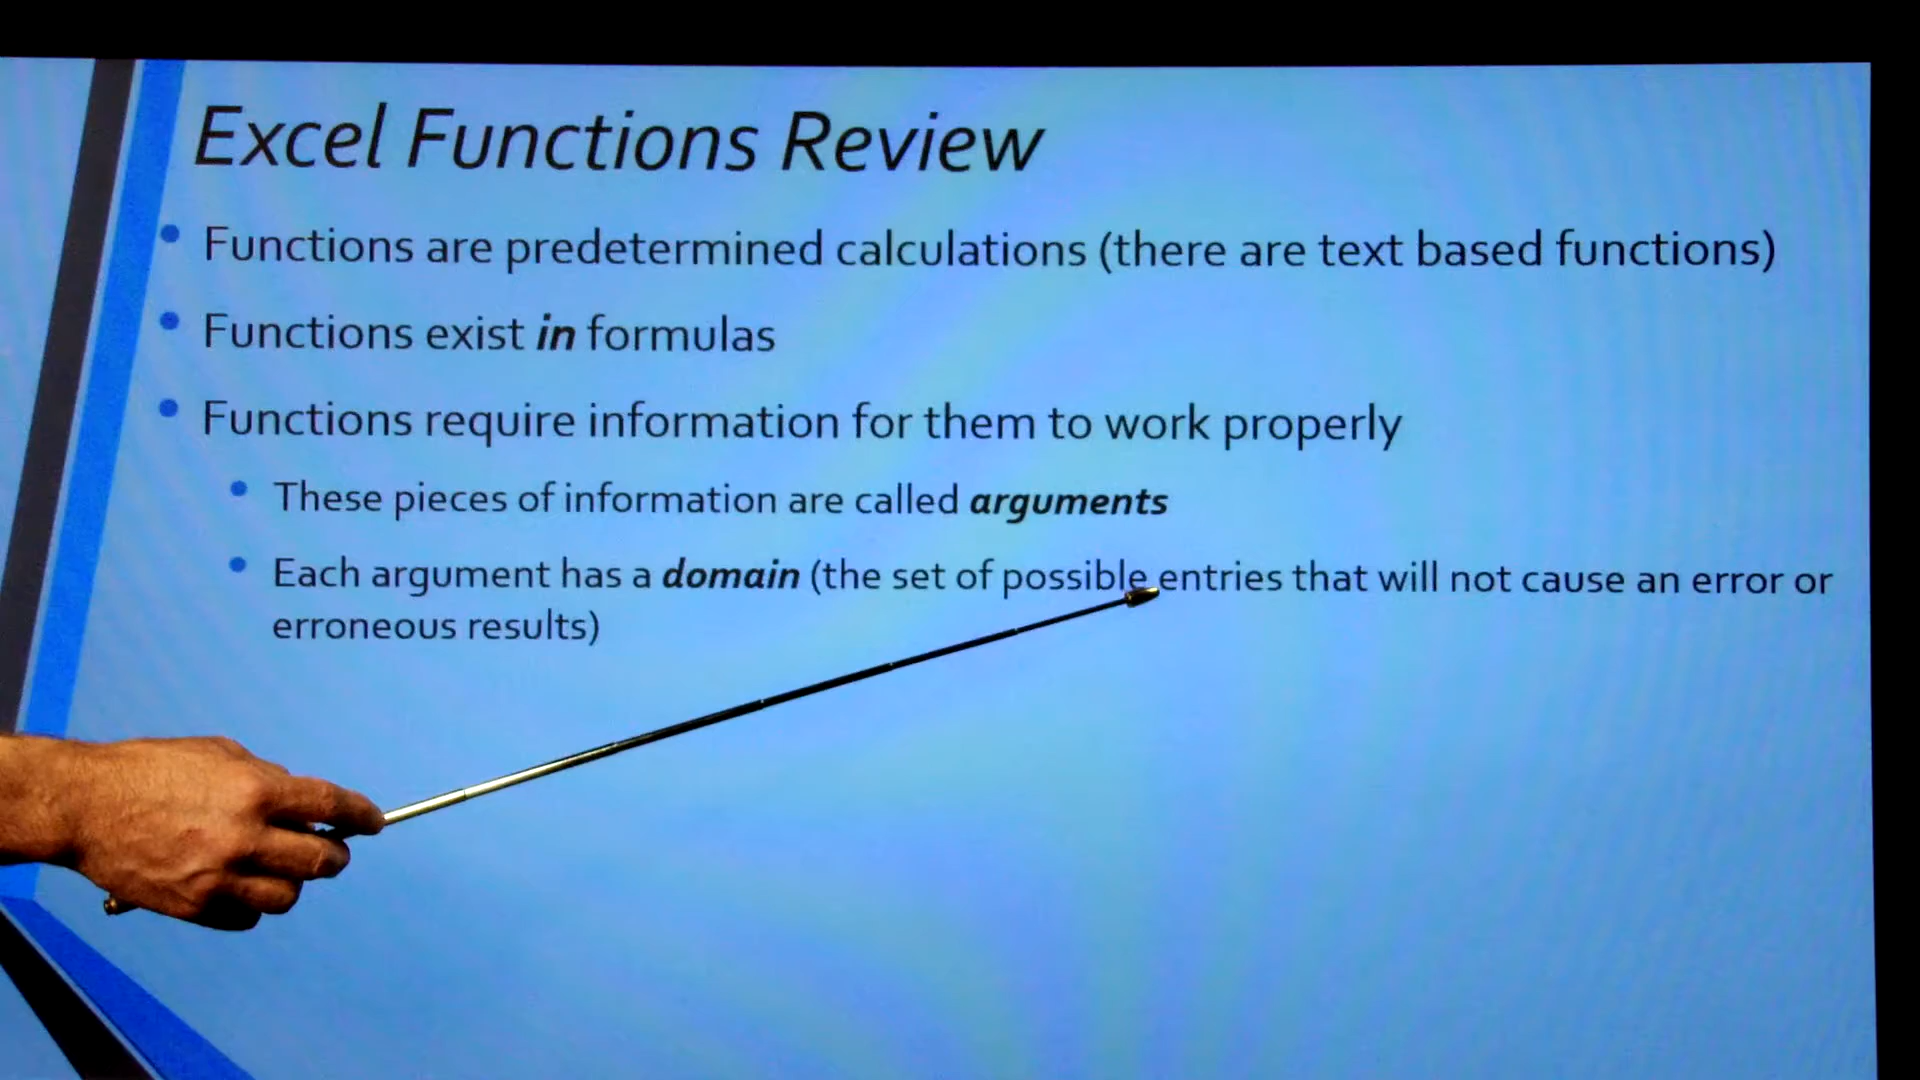 Excel Functions Review
Functions are predetermined calculations (there are text based functions)
Functions exist in formulas
Functions require information for them to work properly
These pieces of information are called arguments
Each argument has a domain (the set of possible entries that will not cause an error or
erroneous results)